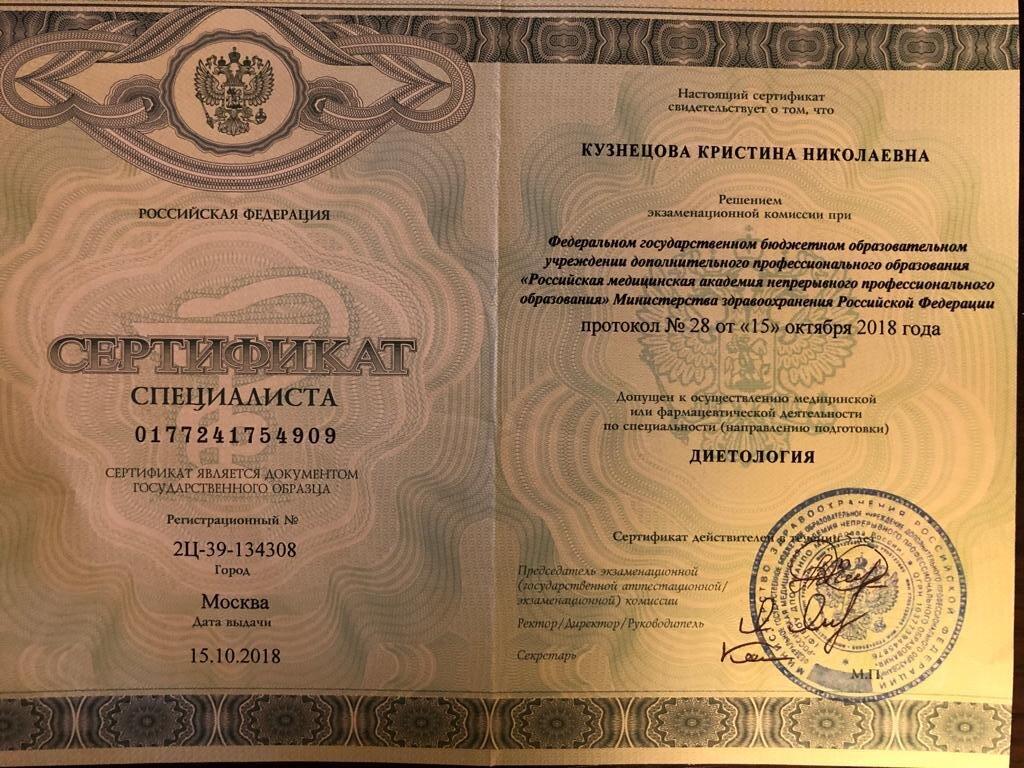 РОССИЙСКАЯ ФЕДЕРАЦИЯ
СЕРТИФИКАТ
СПЕЦИАЛИСТА
0177241754909
СЕРТИФИКАТ ЯВЛЯЕТСЯ ДОКУМЕНТОМ
ГОСУДАРСТВЕННОГО ОБРАЗЦА
Регистрационный №
2Ц-39-134308
Город
Москва
Дата выдачи
15.10.2018
Настоящий сертификат
свидетельствует о том, что
КУЗНЕЦОВА КРИСТИНА НИКОЛАЕВНА
Решением
экзаменационной комиссии при
Федеральном государственном бюджетном образовательном
учреждении дополнительного профессионального образования
«Российская медицинская академия непрерывного профессионального
образования» Министерства здравоохранения Российской Федерации
протокол № 28 от «15» октября 2018 года
Допущен к осуществлению медицинской
или фармацевтической деятельности
по специальности (направлению подготовки)
ДИЕТОЛОГИЯ
Сертификат действителен в течении 5 лет
Председатель экзаменационной
(государственной аттестационной/
экзаменационной) комиссии
Ректор/Директор/Руководитель
Секретарь
М.П.